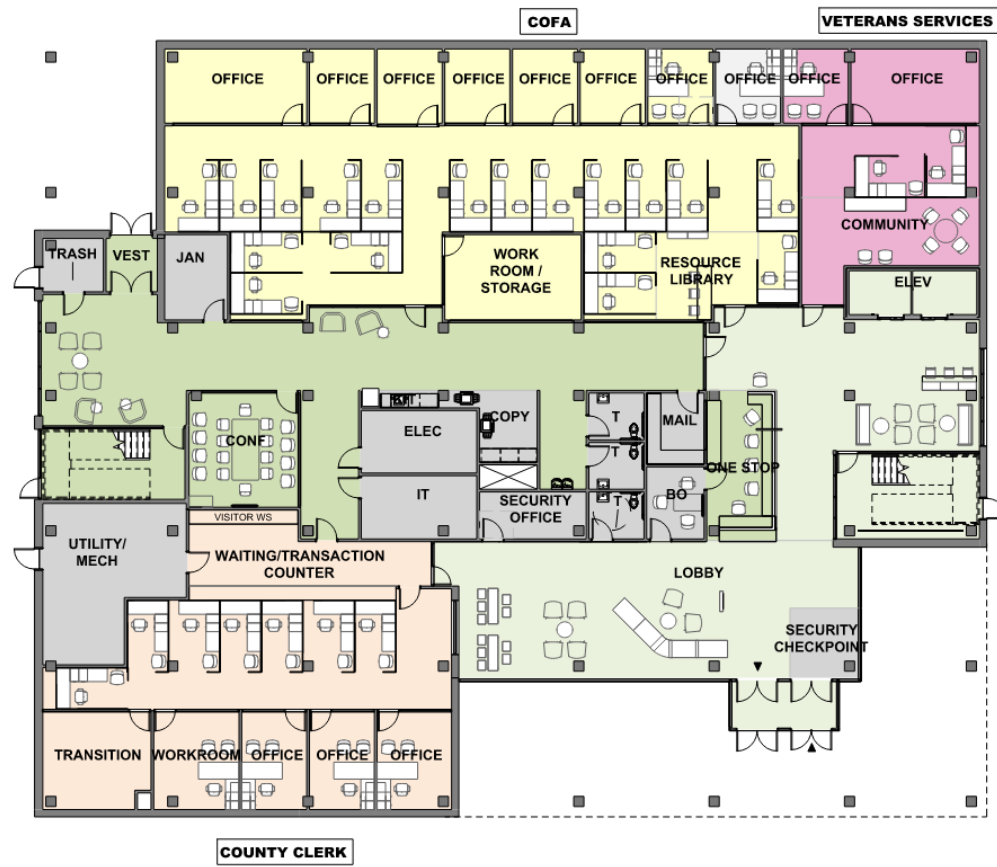 COFA
VETERANS SERVICES
OFFICE
OFFICE
OFFICE
OFFICE
OFFICE
OFFICE
OFFICE
OFFICE
OFFICE
OFFICE
COMMUNITY
TRASH
VEST
JAN
WORK
ROOM /
STORAGE
RESOURCE
LIBRARY
ELEV
CONF
ELEC
COPY
T
MAIL
T
ONE STOP
IT
SECURITY
OFFICE
T
BO
VISITOR WS
UTILITY/
MECH
WAITING/TRANSACTION
COUNTER
LOBBY
SECURITY
CHECKPOINT
TRANSITION
WORKROOM
OFFICE
OFFICE
OFFICE
COUNTY CLERK